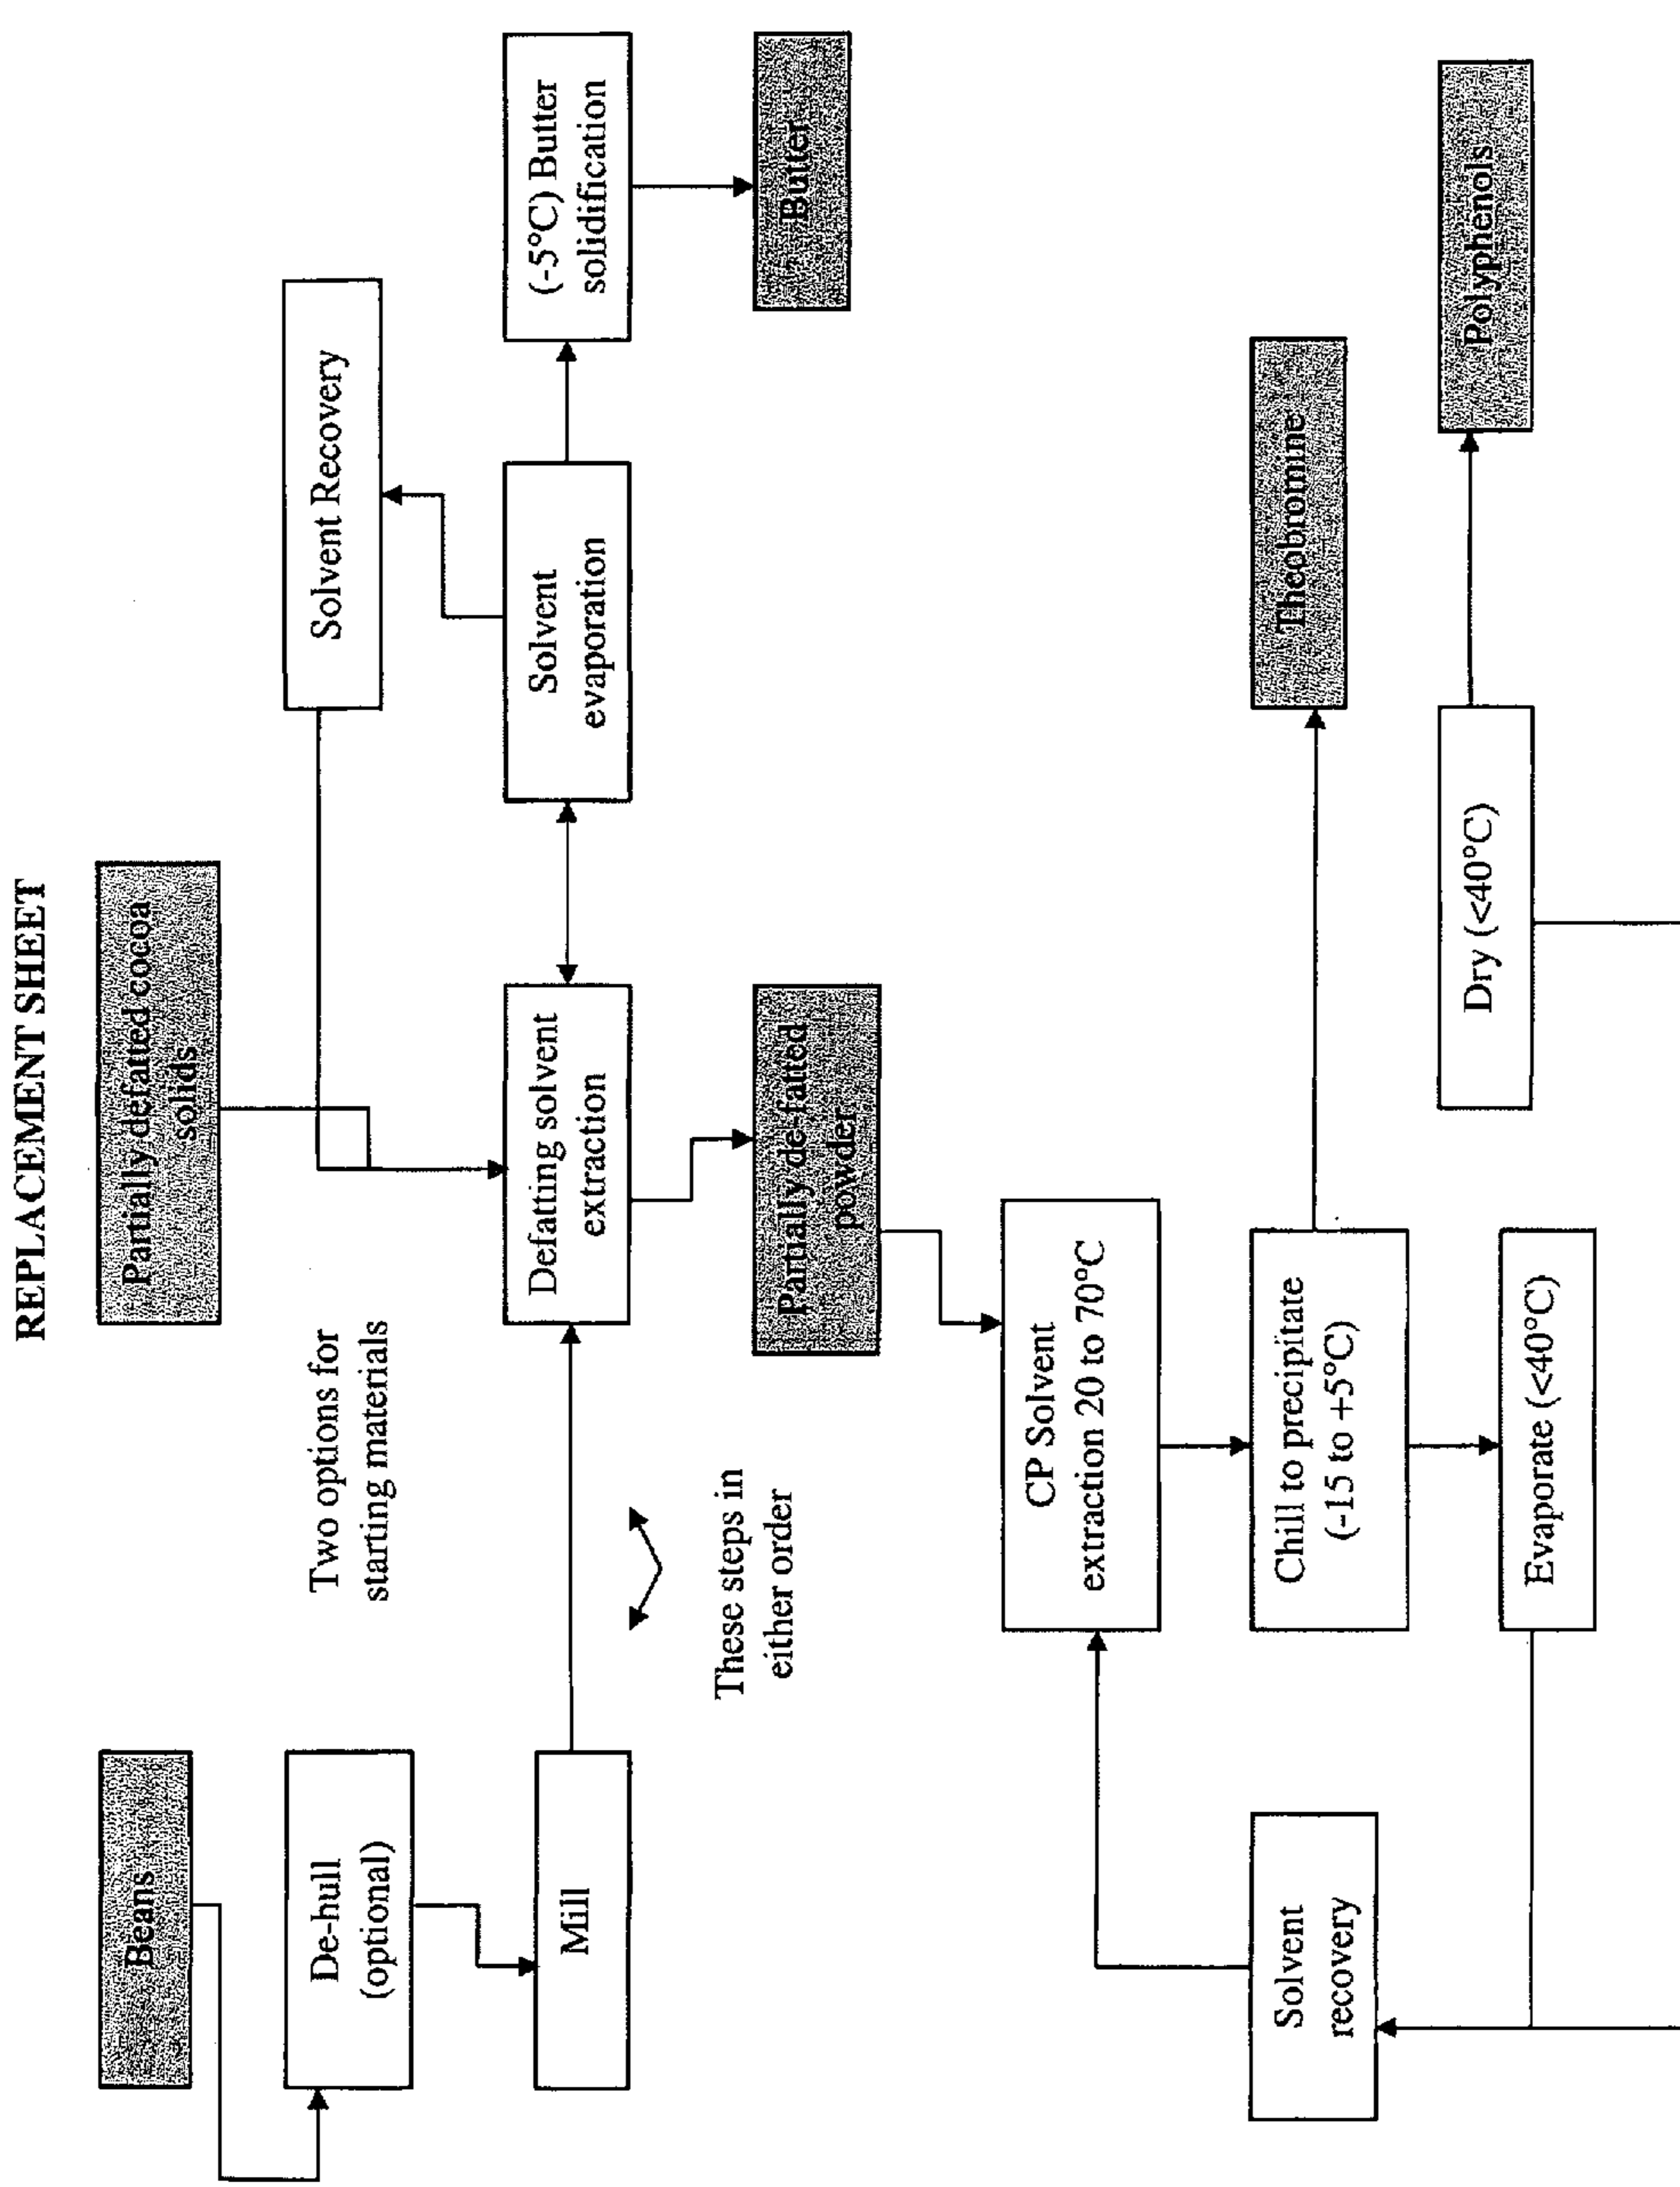 REPLACEMENT SHEET
Beans
Partially defatted cocoa
solids
De-hull
(optional)
Two options for
starting materials
Solvent Recovery
Mill
Defatting solvent
extraction
Solvent
evaporation
(-5°C) Butter
solidification
These steps in
either order
Partially de-fatted
powder
Butter
CP Solvent
extraction 20 to 70°C
Solvent
recovery
Chill to precipitate
(-15 to +5°C)
Theobromine
Evaporate (<40°C)
Dry (<40°C)
Polyphenols